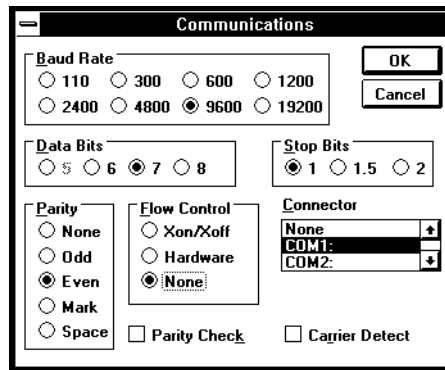 Communications
Baud Rate
110 300 600 1200
2400 4800 9600 19200
OK
Cancel
Data Bits
5 6 7 8
Stop Bits
1 1.5 2
Parity
None
Odd
Even
Mark
Space
Flow Control
Xon/Xoff
Hardware
None
Connector
None
COM1:
COM2:
Parity Check
Carrier Detect